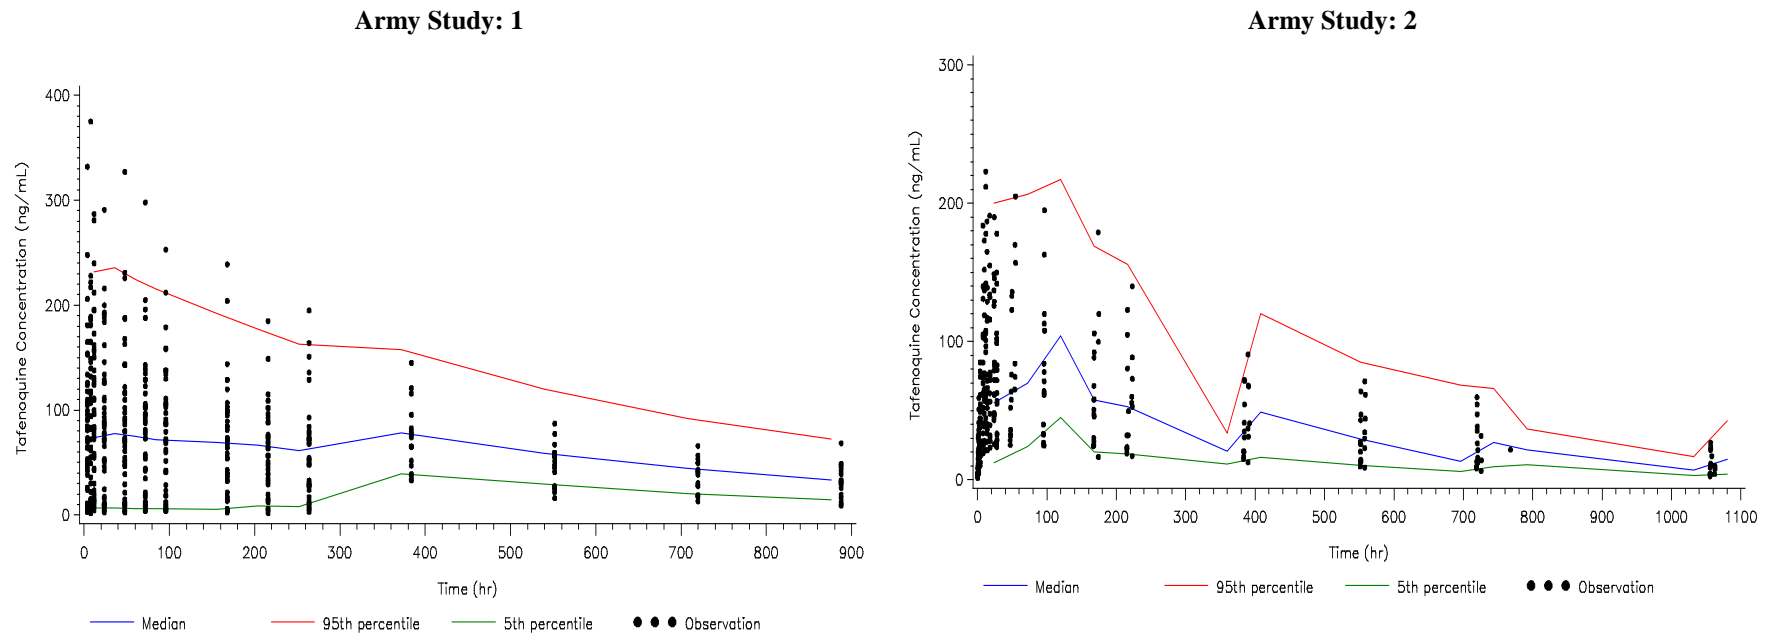 Army Study: 1
Army Study: 2
Tafenoquine Concentration (ng/mL)
400
300
200
100
0
0 100 200 300 400 500 600 700 800 900
Time (hr)
Median 95th percentile 5th percentile Observation
Tafenoquine Concentration (ng/mL)
300
200
100
0
0 100 200 300 400 500 600 700 800 900 1000 1100
Time (hr)
Median 95th percentile 5th percentile Observation